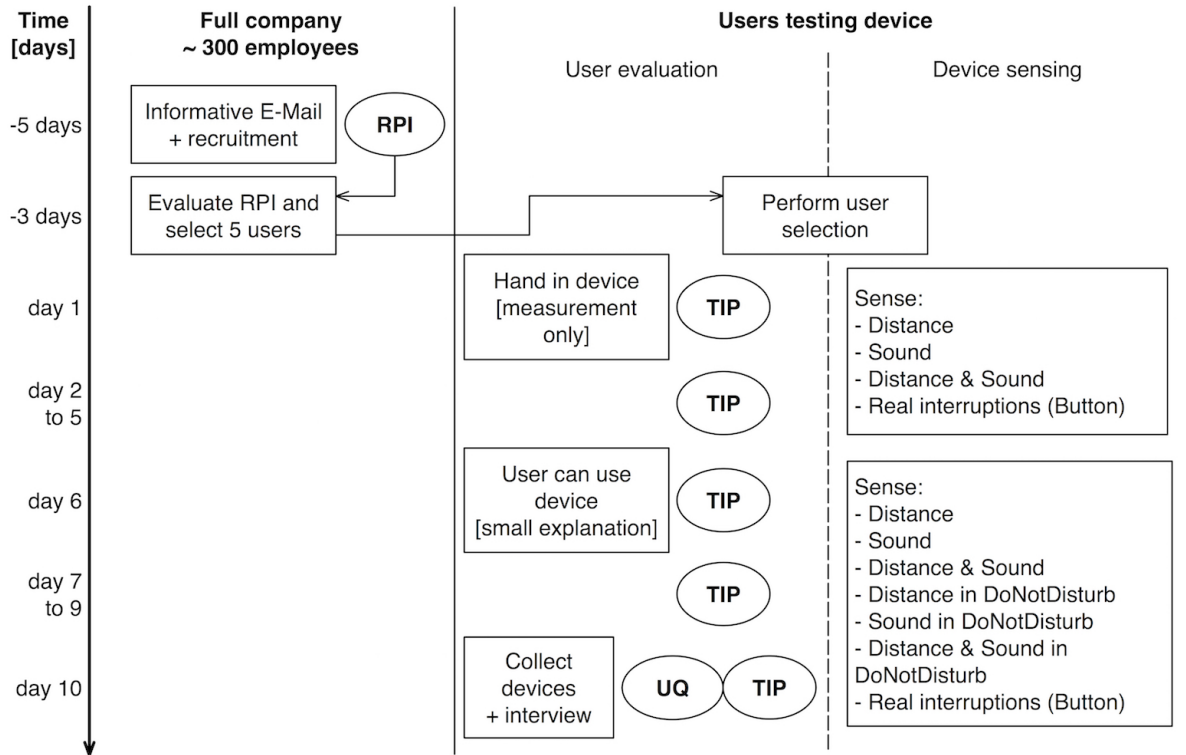 Time
[days]
Full company
~ 300 employees
Users testing device
User evaluation
Device sensing
-5 days
Informative E-Mail
+ recruitment
RPI
-3 days
Evaluate RPI and
select 5 users
Perform user
selection
day 1
Hand in device
[measurement
only]
TIP
Sense:
- Distance
- Sound
- Distance & Sound
- Real interruptions (Button)
day 2
to 5
TIP
day 6
User can use
device
[small explanation]
TIP
Sense:
- Distance
- Sound
- Distance & Sound
- Distance in DoNotDisturb
- Sound in DoNotDisturb
- Distance & Sound in
DoNotDisturb
- Real interruptions (Button)
day 7
to 9
TIP
day 10
Collect
devices
+ interview
UQ
TIP